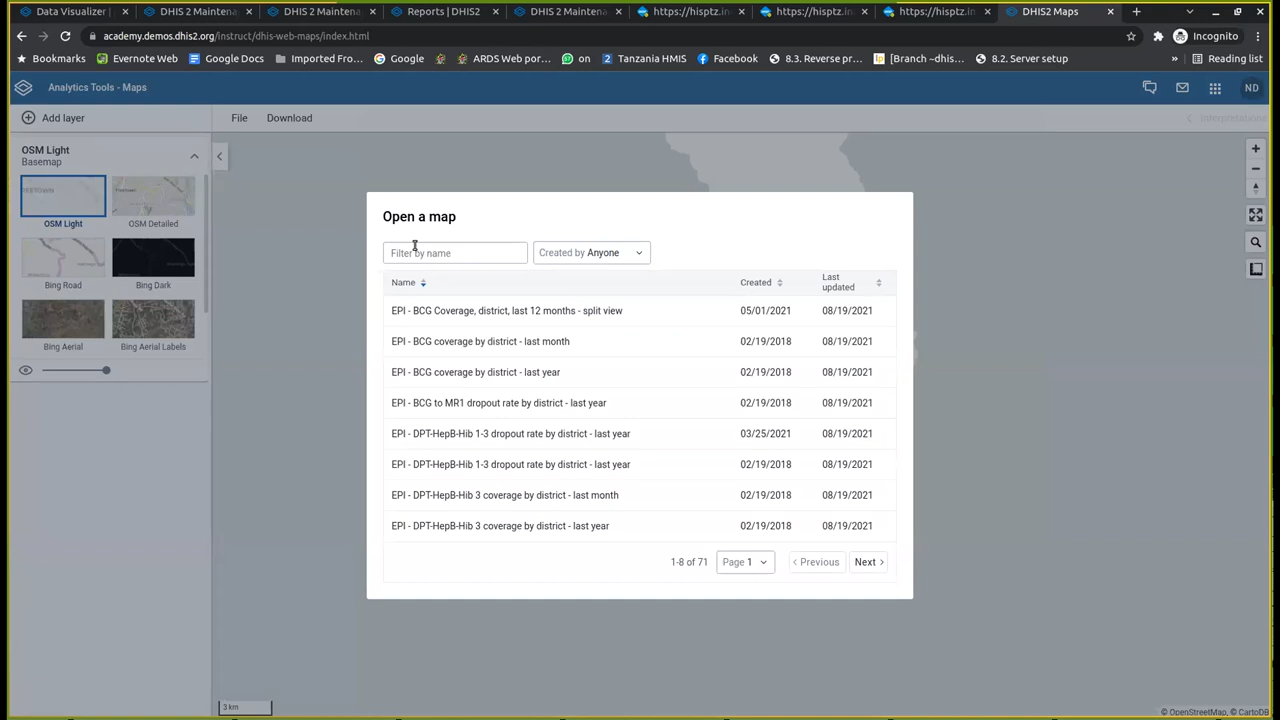 Data Visualizer
DHIS 2 Maintena
DHIS 2 Maintena
Reports | DHIS2
DHIS 2 Maintena
https://hisptz.in
https://hisptz.in
https://hisptz.in
DHIS2 Maps
academy.demos.dhis2.org/instruct/dhis-web-maps/index.html
Incognito
Bookmarks
Evernote Web
Google Docs
Imported Fro...
Google
ARDS Web por...
on
Tanzania HMIS
Facebook
8.3. Reverse pr...
[Branch ~dhis...
8.2. Server setup
Reading list
Analytics Tools - Maps
ND
Add layer
File
Download
Interpretations
OSM Light
Basemap
OSM Light
OSM Detailed
Bing Road
Bing Dark
Bing Aerial
Bing Aerial Labels
Open a map
Filter by name
Created by Anyone
Name
Created
Last
updated
EPI - BCG Coverage, district, last 12 months - split view 05/01/2021 08/19/2021
EPI - BCG coverage by district - last month 02/19/2018 08/19/2021
EPI - BCG coverage by district - last year 02/19/2018 08/19/2021
EPI - BCG to MR1 dropout rate by district - last year 02/19/2018 08/19/2021
EPI - DPT-HepB-Hib 1-3 dropout rate by district - last year 03/25/2021 08/19/2021
EPI - DPT-HepB-Hib 1-3 dropout rate by district - last year 02/19/2018 08/19/2021
EPI - DPT-HepB-Hib 3 coverage by district - last month 02/19/2018 08/19/2021
EPI - DPT-HepB-Hib 3 coverage by district - last year 02/19/2018 08/19/2021
1-8 of 71
Page 1
Previous
Next
3 km
© OpenStreetMap, © CartoDB